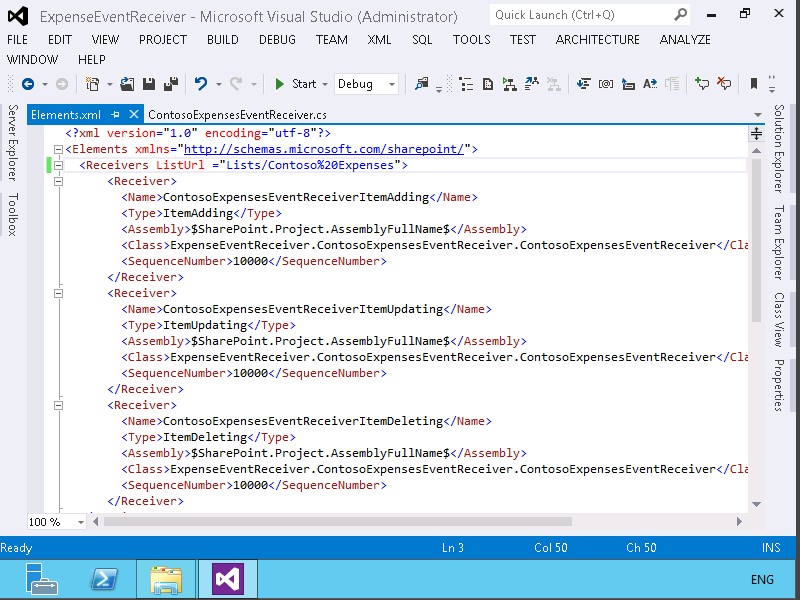 ExpenseEventReceiver - Microsoft Visual Studio (Administrator)
Quick Launch (Ctrl+Q)
FILE EDIT VIEW PROJECT BUILD DEBUG TEAM XML SQL TOOLS TEST ARCHITECTURE ANALYZE
WINDOW HELP
Start Debug
Server Explorer
Toolbox
Elements.xml ContosoExpensesEventReceiver.cs
<?xml version="1.0" encoding="utf-8"?>
<Elements xmlns="http://schemas.microsoft.com/sharepoint/">
<Receivers ListUrl ="Lists/Contoso%20Expenses">
<Receiver>
<Name>ContosoExpensesEventReceiverItemAdding</Name>
<Type>ItemAdding</Type>
<Assembly>$SharePoint.Project.AssemblyFullName$</Assembly>
<Class>ExpenseEventReceiver.ContosoExpensesEventReceiver.ContosoExpensesEventReceiver</Cla
<SequenceNumber>10000</SequenceNumber>
</Receiver>
<Receiver>
<Name>ContosoExpensesEventReceiverItemUpdating</Name>
<Type>ItemUpdating</Type>
<Assembly>$SharePoint.Project.AssemblyFullName$</Assembly>
<Class>ExpenseEventReceiver.ContosoExpensesEventReceiver.ContosoExpensesEventReceiver</Cla
<SequenceNumber>10000</SequenceNumber>
</Receiver>
<Receiver>
<Name>ContosoExpensesEventReceiverItemDeleting</Name>
<Type>ItemDeleting</Type>
<Assembly>$SharePoint.Project.AssemblyFullName$</Assembly>
<Class>ExpenseEventReceiver.ContosoExpensesEventReceiver.ContosoExpensesEventReceiver</Cla
<SequenceNumber>10000</SequenceNumber>
</Receiver>
Solution Explorer
Team Explorer
Class View
Properties
100 %
Ready Ln 3 Col 50 Ch 50 INS
ENG